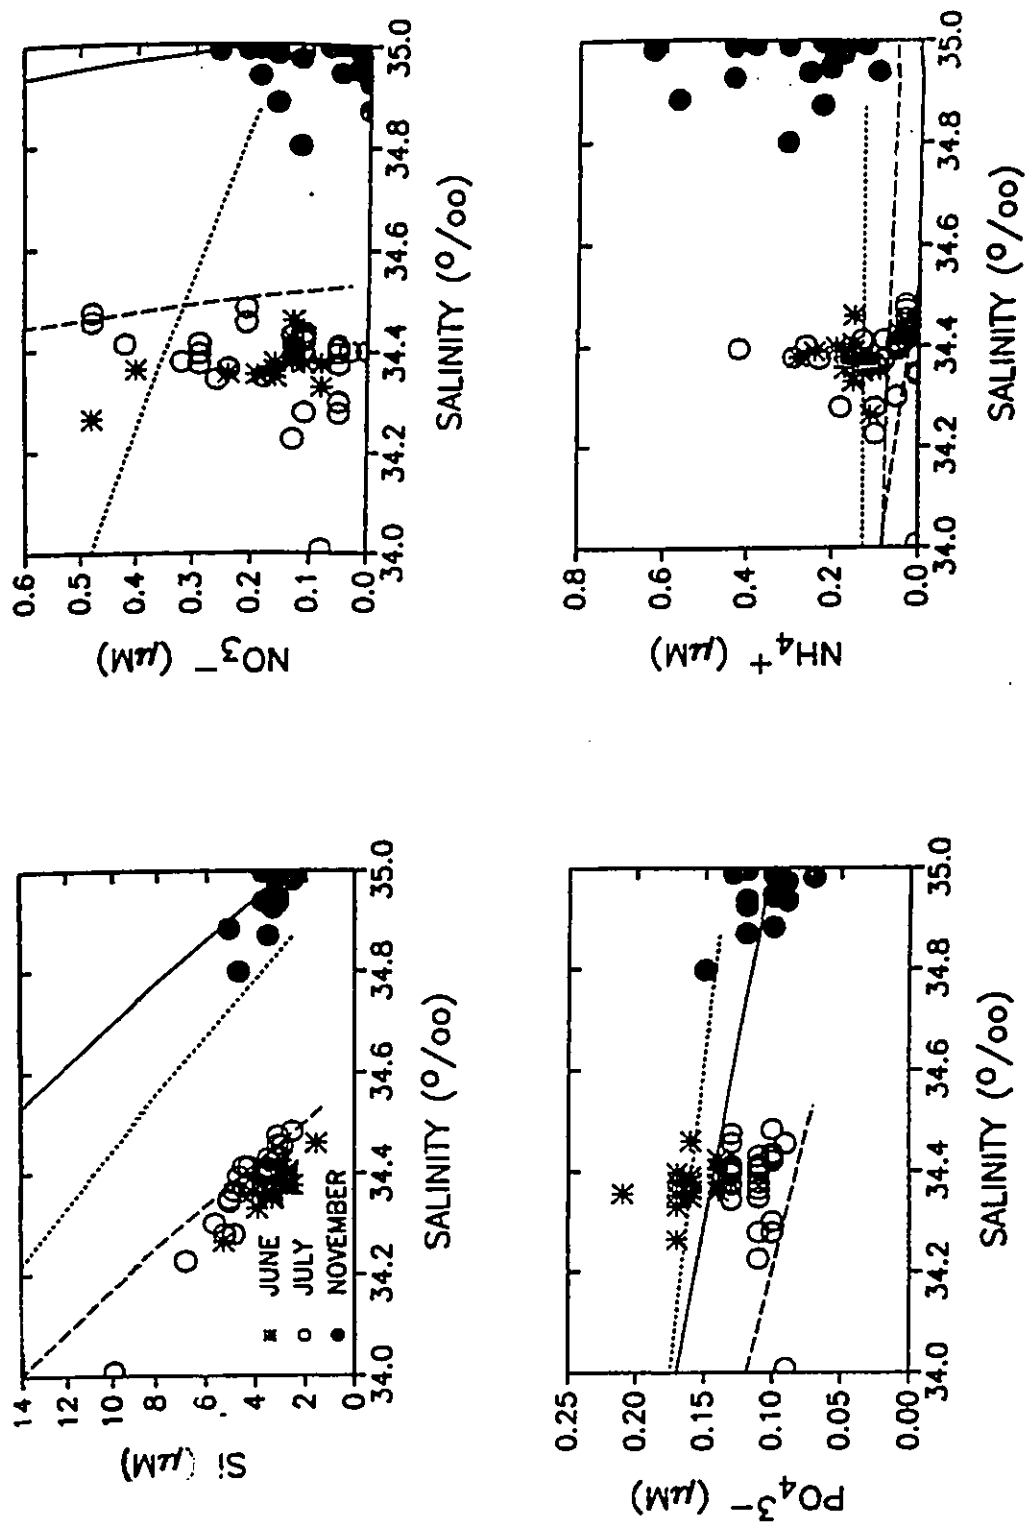 Si (μM)
14
12
10
8
6
4
2
0
✳ JUNE
○ JULY
● NOVEMBER
34.0 34.2 34.4 34.6 34.8 35.0
SALINITY (°/oo)
NO₃⁻ (μM)
0.6
0.5
0.4
0.3
0.2
0.1
0.0
34.0 34.2 34.4 34.6 34.8 35.0
SALINITY (°/oo)
PO₄³⁻ (μM)
0.25
0.20
0.15
0.10
0.05
0.00
34.0 34.2 34.4 34.6 34.8 35.0
SALINITY (°/oo)
NH₄⁺ (μM)
0.8
0.6
0.4
0.2
0.0
34.0 34.2 34.4 34.6 34.8 35.0
SALINITY (°/oo)